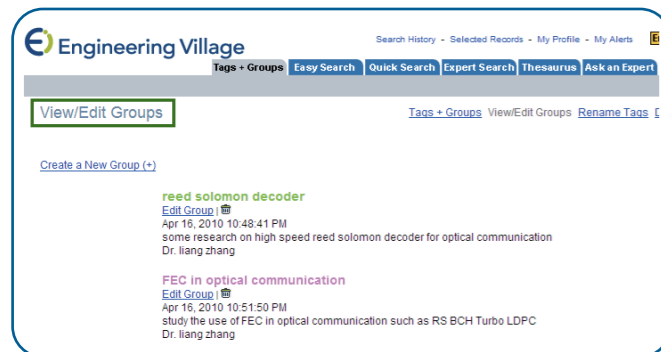 Engineering Village
Search History - Selected Records - My Profile - My Alerts
Tags + Groups Easy Search Quick Search Expert Search Thesaurus Ask an Expert
View/Edit Groups
Tags + Groups View/Edit Groups Rename Tags
Create a New Group (+)
reed solomon decoder
Edit Group |
Apr 16, 2010 10:48:41 PM
some research on high speed reed solomon decoder for optical communication
Dr. liang zhang
FEC in optical communication
Edit Group |
Apr 16, 2010 10:51:50 PM
study the use of FEC in optical communication such as RS BCH Turbo LDPC
Dr. liang zhang